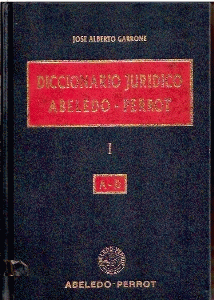 JOSE ALBERTO GARRONE
DICCIONARIO JURIDICO
ABELEDO - PERROT
I
ABELEDO-PERROT